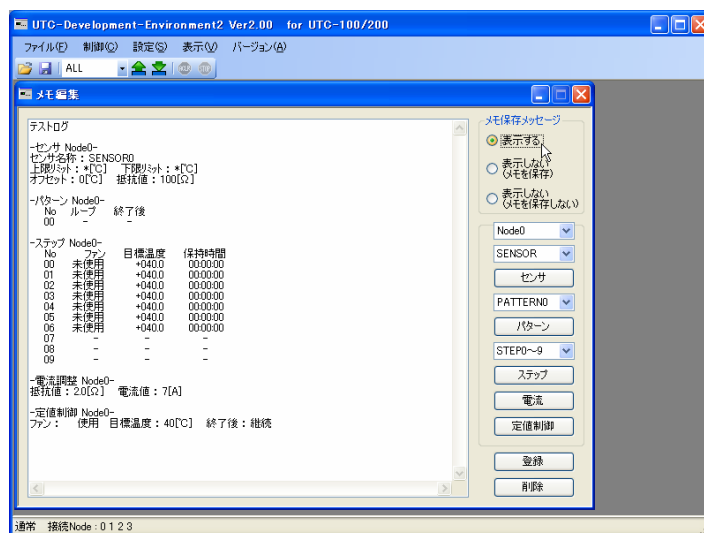 UTC-Development-Environment2 Ver2.00 for UTC-100/200
ファイル(F) 制御(C) 設定(S) 表示(V) バージョン(A)
ALL
メモ編集
テストログ
-センサ Node0-
センサ名称：SENSOR0
上限リミット：*[℃] 下限リミット：*[℃]
オフセット：0[℃] 抵抗値：100[Ω]
-パターン Node0-
No ループ 終了後
00 - -
-ステップ Node0-
No ファン 目標温度 保持時間
00 未使用 +040.0 00:00:00
01 未使用 +040.0 00:00:00
02 未使用 +040.0 00:00:00
03 未使用 +040.0 00:00:00
04 未使用 +040.0 00:00:00
05 未使用 +040.0 00:00:00
06 未使用 +040.0 00:00:00
07 - - -
08 - - -
09 - - -
-電流調整 Node0-
抵抗値：2.0[Ω] 電流値：7[A]
-定値制御 Node0-
ファン： 使用 目標温度：40[℃] 終了後：継続
メモ保存メッセージ
表示する
表示しない
(メモを保存)
表示しない
(メモを保存しない)
Node0
SENSOR
センサ
PATTERN0
パターン
STEP0～9
ステップ
電流
定値制御
登録
削除
通常 接続Node：0 1 2 3